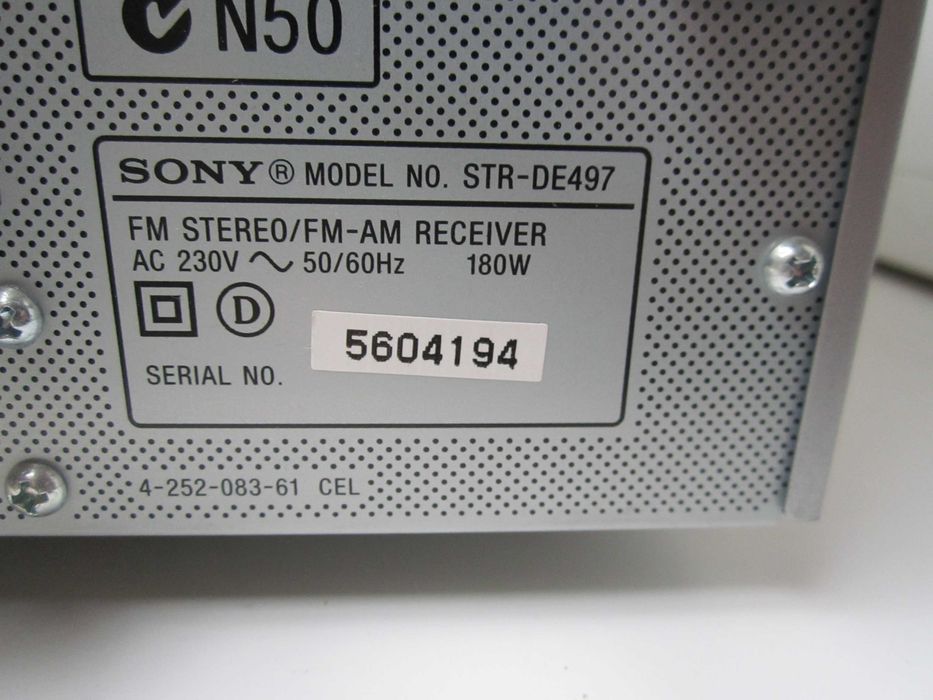 N50
SONY® MODEL NO. STR-DE497
FM STEREO/FM-AM RECEIVER
AC 230V ~ 50/60Hz 180W
D
5604194
SERIAL NO.
4-252-083-61 CEL